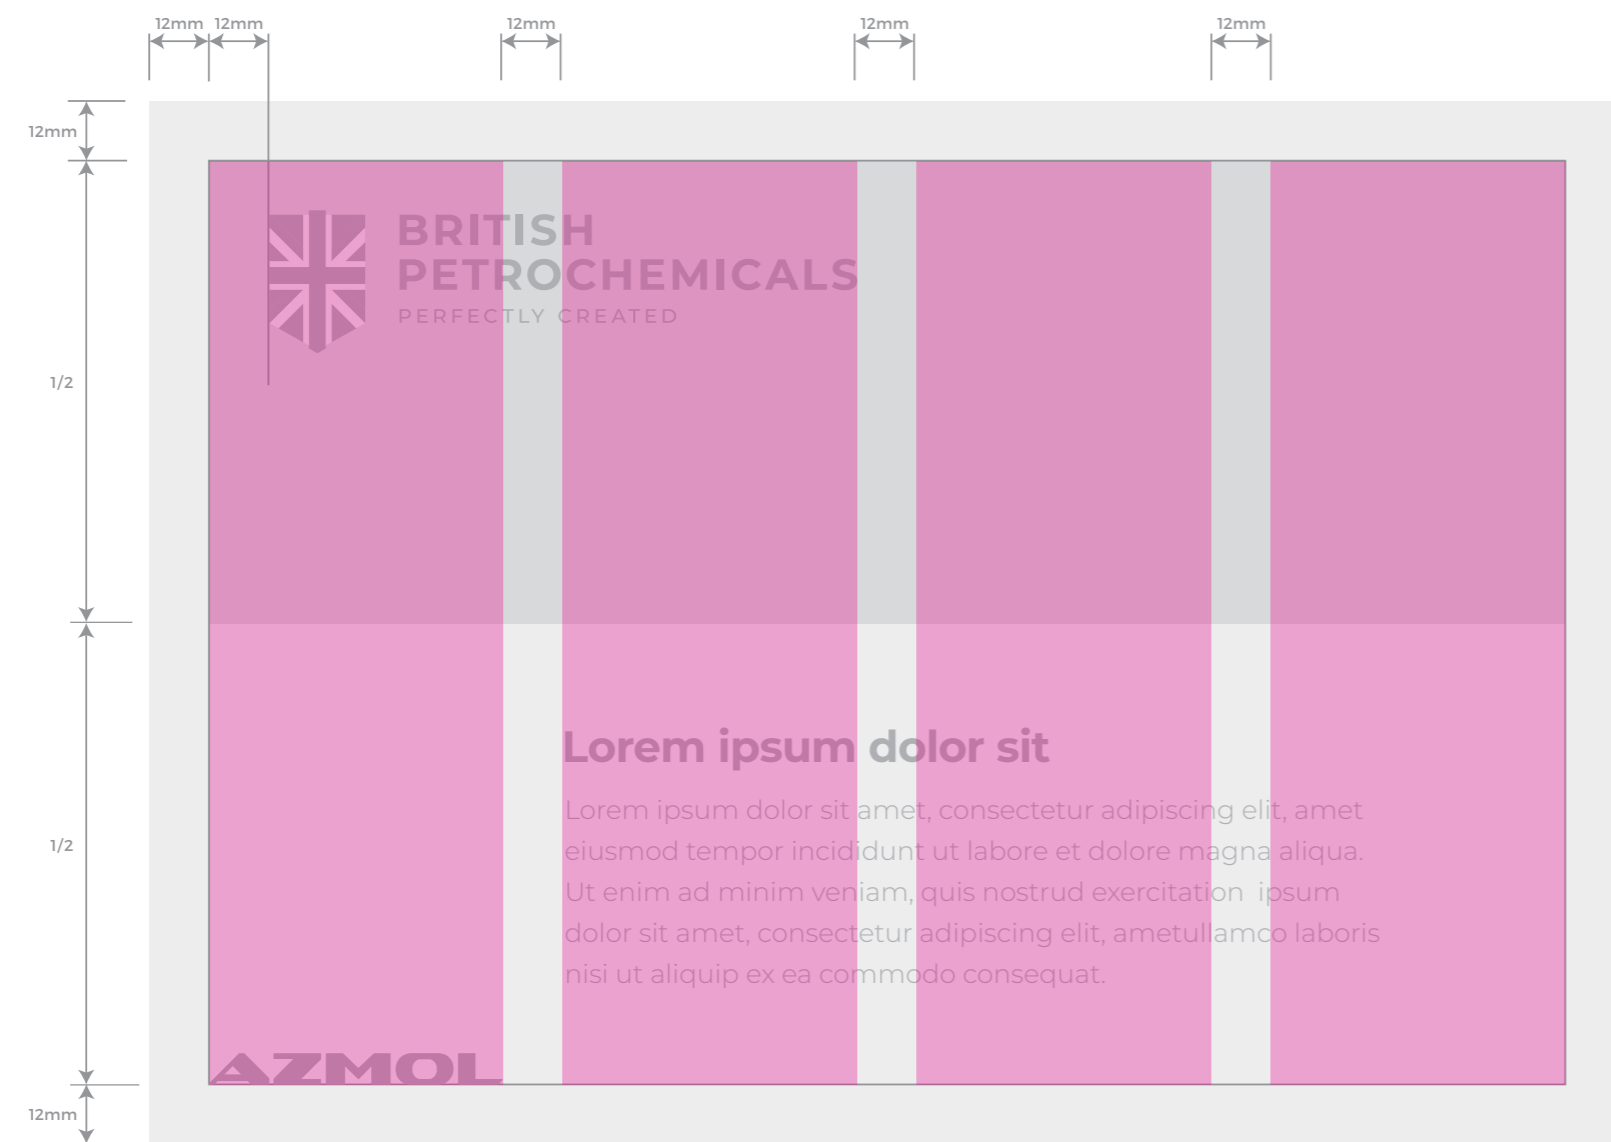 12mm 12mm 12mm 12mm 12mm
12mm
BRITISH
PETROCHEMICALS
PERFECTLY CREATED
1/2
Lorem ipsum dolor sit
Lorem ipsum dolor sit amet, consectetur adipiscing elit, amet
eiusmod tempor incididunt ut labore et dolore magna aliqua.
1/2
Ut enim ad minim veniam, quis nostrud exercitation ipsum
dolor sit amet, consectetur adipiscing elit, ametullamco laboris
nisi ut aliquip ex ea commodo consequat.
AZMOL
12mm